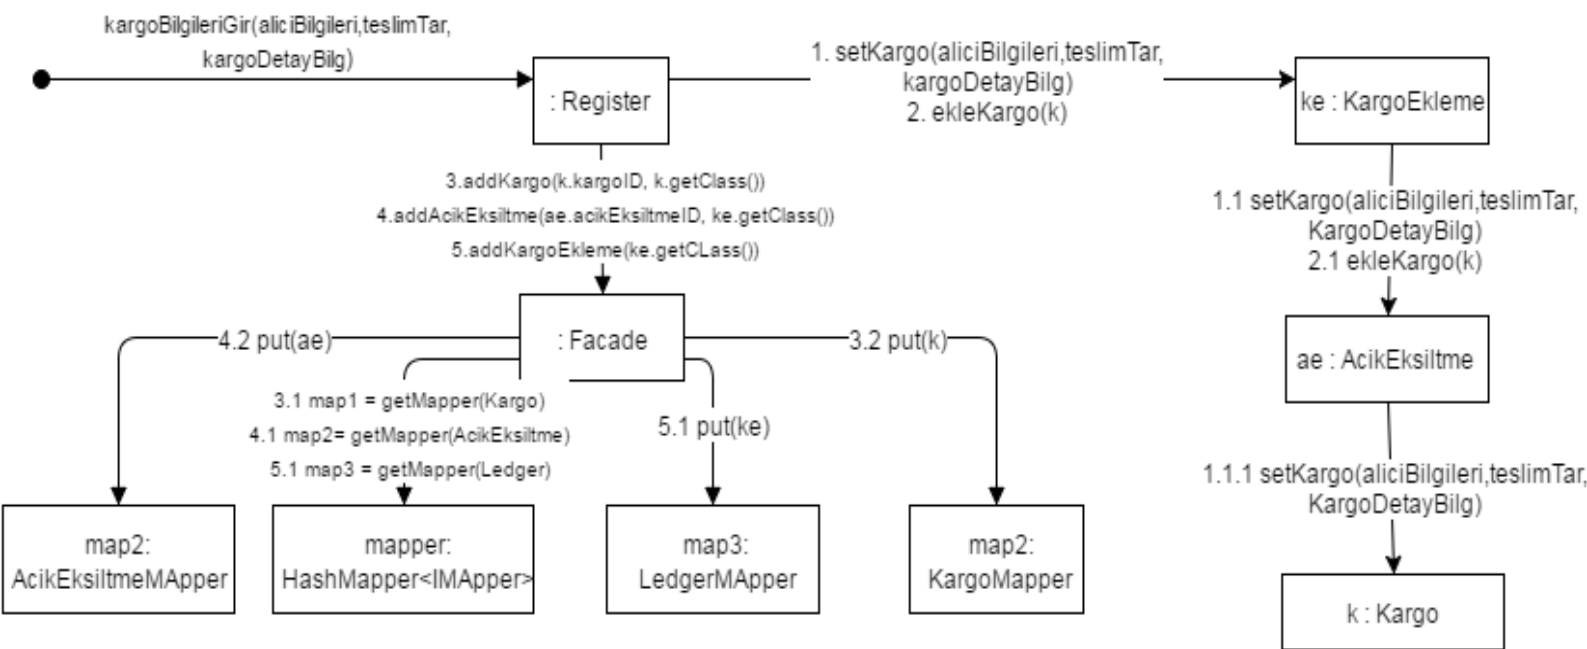 kargoBilgileriGir(aliciBilgileri,teslimTar,
kargoDetayBilg)
: Register
1. setKargo(aliciBilgileri,teslimTar,
kargoDetayBilg)
2. ekleKargo(k)
ke : KargoEkleme
3.addKargo(k.kargoID, k.getClass())
4.addAcikEksiltme(ae.acikEksiltmeID, ke.getClass())
5.addKargoEkleme(ke.getCLass())
1.1 setKargo(aliciBilgileri,teslimTar,
KargoDetayBilg)
2.1 ekleKargo(k)
: Facade
4.2 put(ae)
3.2 put(k)
ae : AcikEksiltme
3.1 map1 = getMapper(Kargo)
4.1 map2= getMapper(AcikEksiltme)
5.1 map3 = getMapper(Ledger)
5.1 put(ke)
1.1.1 setKargo(aliciBilgileri,teslimTar,
KargoDetayBilg)
map2:
AcikEksiltmeMApper
mapper:
HashMapper<IMApper>
map3:
LedgerMApper
map2:
KargoMapper
k : Kargo